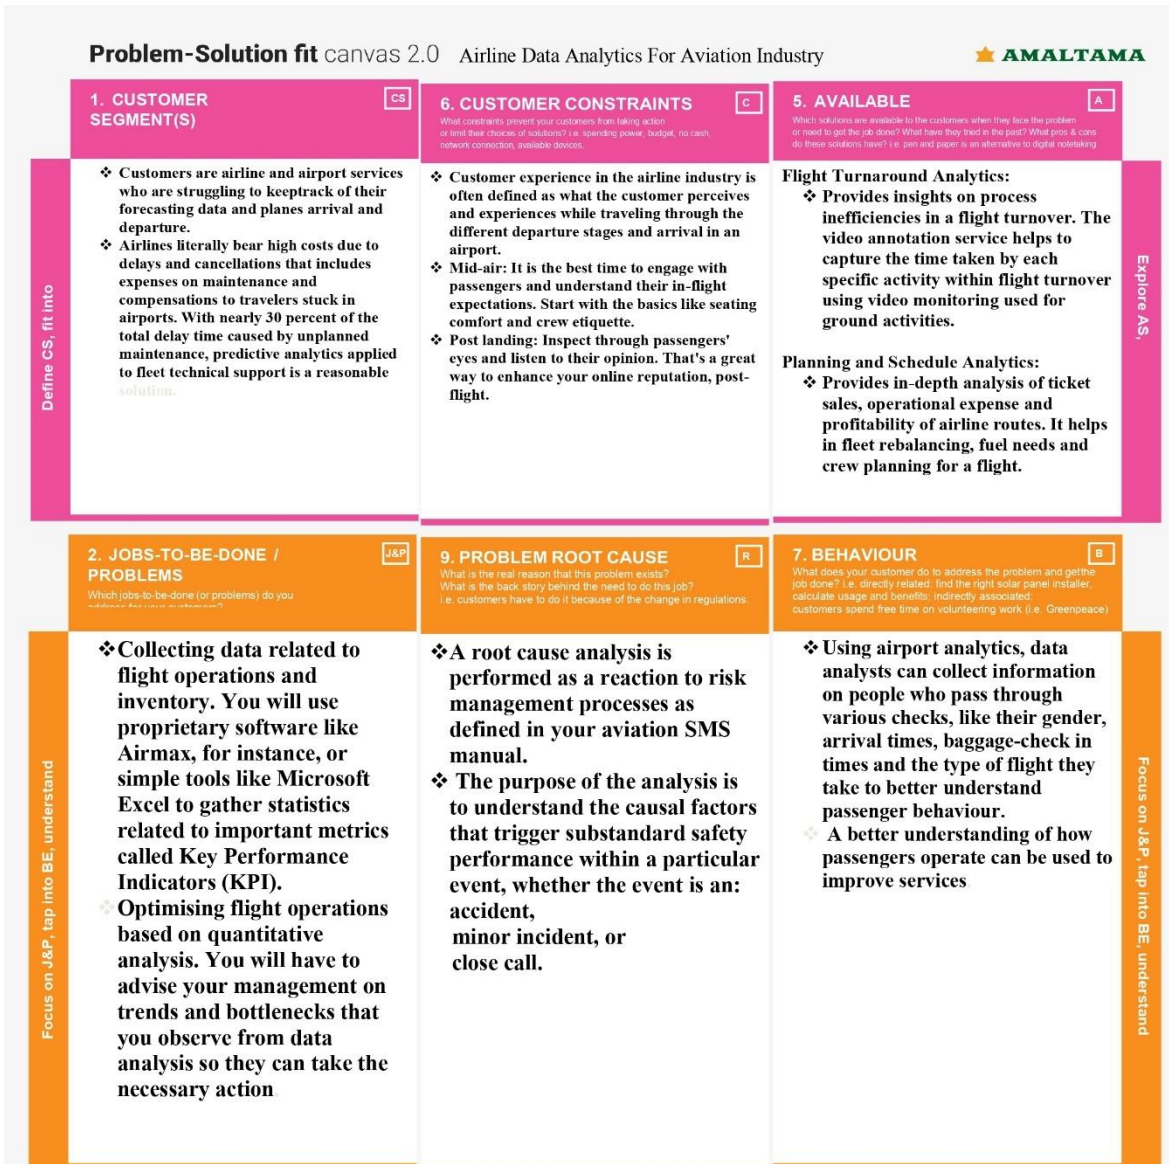 Problem-Solution fit canvas 2.0 Airline Data Analytics For Aviation Industry
AMALTAMA
1. CUSTOMER
SEGMENT(S)
CS
❖ Customers are airline and airport services
who are struggling to keeptrack of their
forecasting data and planes arrival and
departure.
❖ Airlines literally bear high costs due to
delays and cancellations that includes
expenses on maintenance and
compensations to travelers stuck in
airports. With nearly 30 percent of the
total delay time caused by unplanned
maintenance, predictive analytics applied
to fleet technical support is a reasonable
solution.
Define CS, fit into
6. CUSTOMER CONSTRAINTS
C
What constraints prevent your customers from taking action
or limit their choices of solutions? i.e. spending power, budget, no cash,
network connection, available devices.
❖ Customer experience in the airline industry is
often defined as what the customer perceives
and experiences while traveling through the
different departure stages and arrival in an
airport.
❖ Mid-air: It is the best time to engage with
passengers and understand their in-flight
expectations. Start with the basics like seating
comfort and crew etiquette.
❖ Post landing: Inspect through passengers'
eyes and listen to their opinion. That's a great
way to enhance your online reputation, post-
flight.
5. AVAILABLE
A
Which solutions are available to the customers when they face the problem
or need to get the job done? What have they tried in the past? What pros & cons
do these solutions have? i.e. pen and paper is an alternative to digital notetaking
Flight Turnaround Analytics:
❖ Provides insights on process
inefficiencies in a flight turnover. The
video annotation service helps to
capture the time taken by each
specific activity within flight turnover
using video monitoring used for
ground activities.
Planning and Schedule Analytics:
❖ Provides in-depth analysis of ticket
sales, operational expense and
profitability of airline routes. It helps
in fleet rebalancing, fuel needs and
crew planning for a flight.
Explore AS,
2. JOBS-TO-BE-DONE /
PROBLEMS
J&P
Which jobs-to-be-done (or problems) do you
address for your customers?
❖Collecting data related to
flight operations and
inventory. You will use
proprietary software like
Airmax, for instance, or
simple tools like Microsoft
Excel to gather statistics
related to important metrics
called Key Performance
Indicators (KPI).
❖Optimising flight operations
based on quantitative
analysis. You will have to
advise your management on
trends and bottlenecks that
you observe from data
analysis so they can take the
necessary action
Focus on J&P, tap into BE, understand
9. PROBLEM ROOT CAUSE
R
What is the real reason that this problem exists?
What is the back story behind the need to do this job?
i.e. customers have to do it because of the change in regulations.
❖A root cause analysis is
performed as a reaction to risk
management processes as
defined in your aviation SMS
manual.
❖ The purpose of the analysis is
to understand the causal factors
that trigger substandard safety
performance within a particular
event, whether the event is an:
accident,
minor incident, or
close call.
7. BEHAVIOUR
B
What does your customer do to address the problem and getthe
job done? i.e. directly related: find the right solar panel installer,
calculate usage and benefits; indirectly associated:
customers spend free time on volunteering work (i.e. Greenpeace)
❖ Using airport analytics, data
analysts can collect information
on people who pass through
various checks, like their gender,
arrival times, baggage-check in
times and the type of flight they
take to better understand
passenger behaviour.
❖ A better understanding of how
passengers operate can be used to
improve services
Focus on J&P, tap into BE, understand